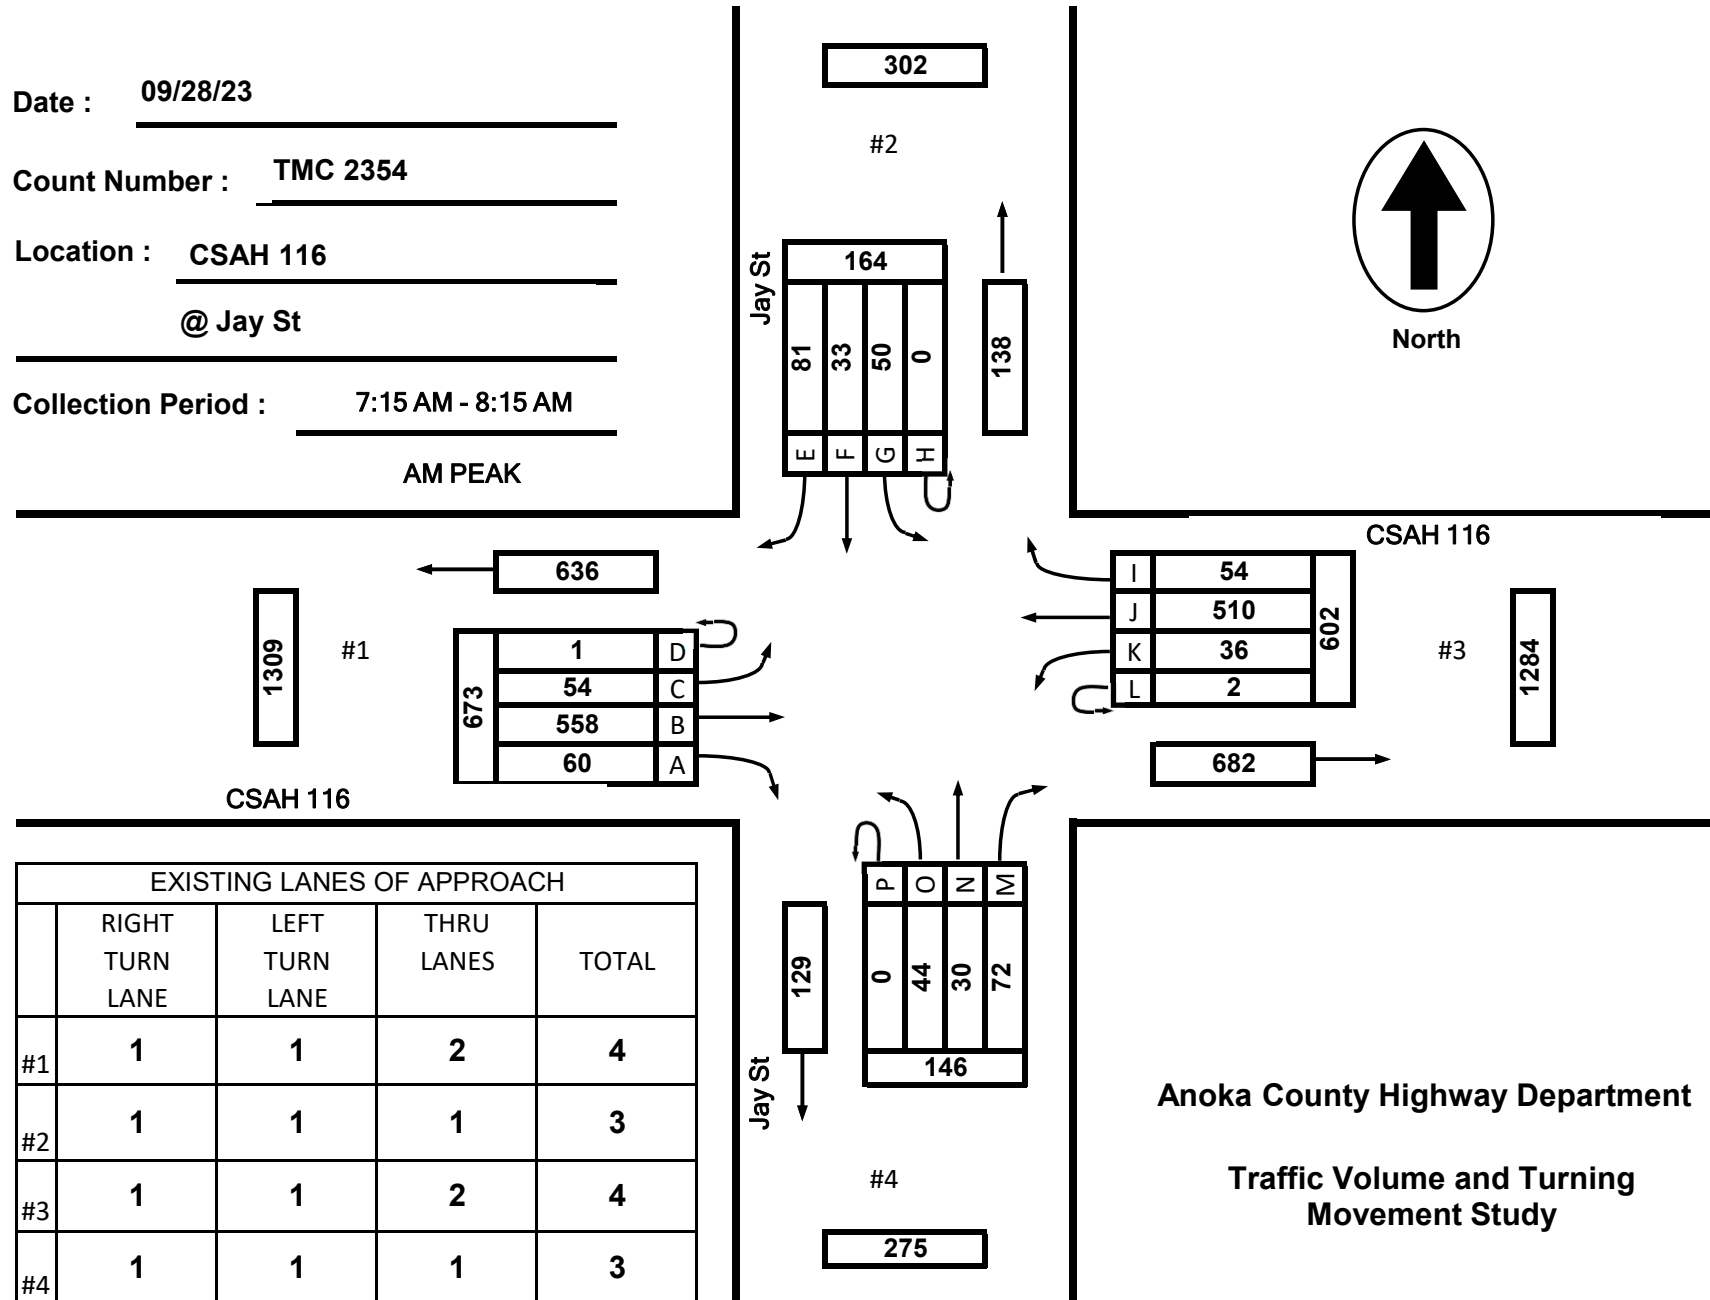 Date : 09/28/23
Count Number : TMC 2354
Location : CSAH 116
@ Jay St
Collection Period : 7:15 AM - 8:15 AM
AM PEAK
302
#2
Jay St
164
81 33 50 0
E F G H
138
North
636
1309
#1
673
1 D
54 C
558 B
60 A
CSAH 116
CSAH 116
I 54
J 510
K 36
L 2
602
#3
1284
682
P O N M
0 44 30 72
146
129
Jay St
#4
275
EXISTING LANES OF APPROACH
RIGHT TURN LANE LEFT TURN LANE THRU LANES TOTAL
#1 1 1 2 4
#2 1 1 1 3
#3 1 1 2 4
#4 1 1 1 3
Anoka County Highway Department
Traffic Volume and Turning
Movement Study